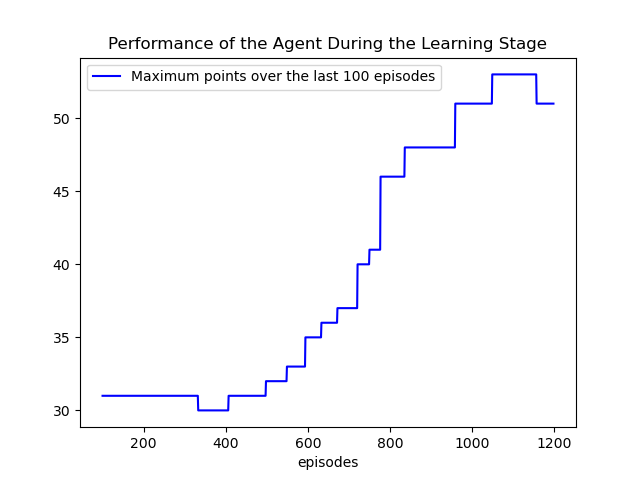 Performance of the Agent During the Learning Stage
Maximum points over the last 100 episodes
50
45
40
35
30
200 400 600 800 1000 1200
episodes